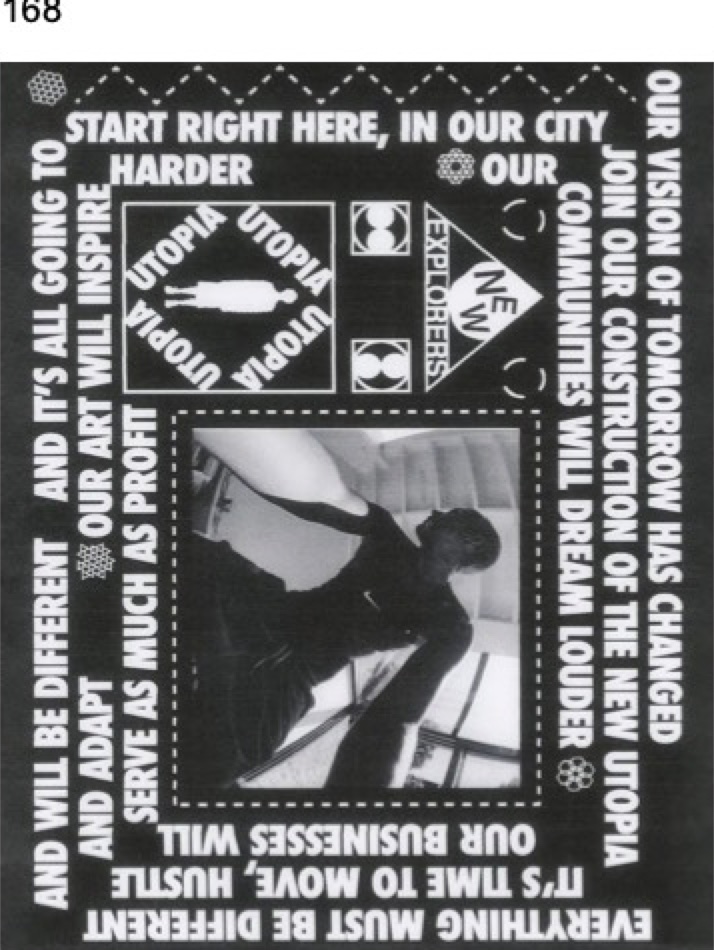 168
OUR VISION OF TOMORROW HAS CHANGED
EVERYTHING MUST BE DIFFERENT
AND WILL BE DIFFERENT AND IT'S ALL GOING TO
START RIGHT HERE, IN OUR CITY
JOIN OUR CONSTRUCTION OF THE NEW UTOPIA
IT'S TIME TO MOVE, HUSTLE
AND ADAPT OUR ART WILL INSPIRE
HARDER OUR
COMMUNITIES WILL DREAM LOUDER
OUR BUSINESSES WILL
SERVE AS MUCH AS PROFIT
UTOPIA
UTOPIA
UTOPIA
UTOPIA
NEW
EXPLORERS